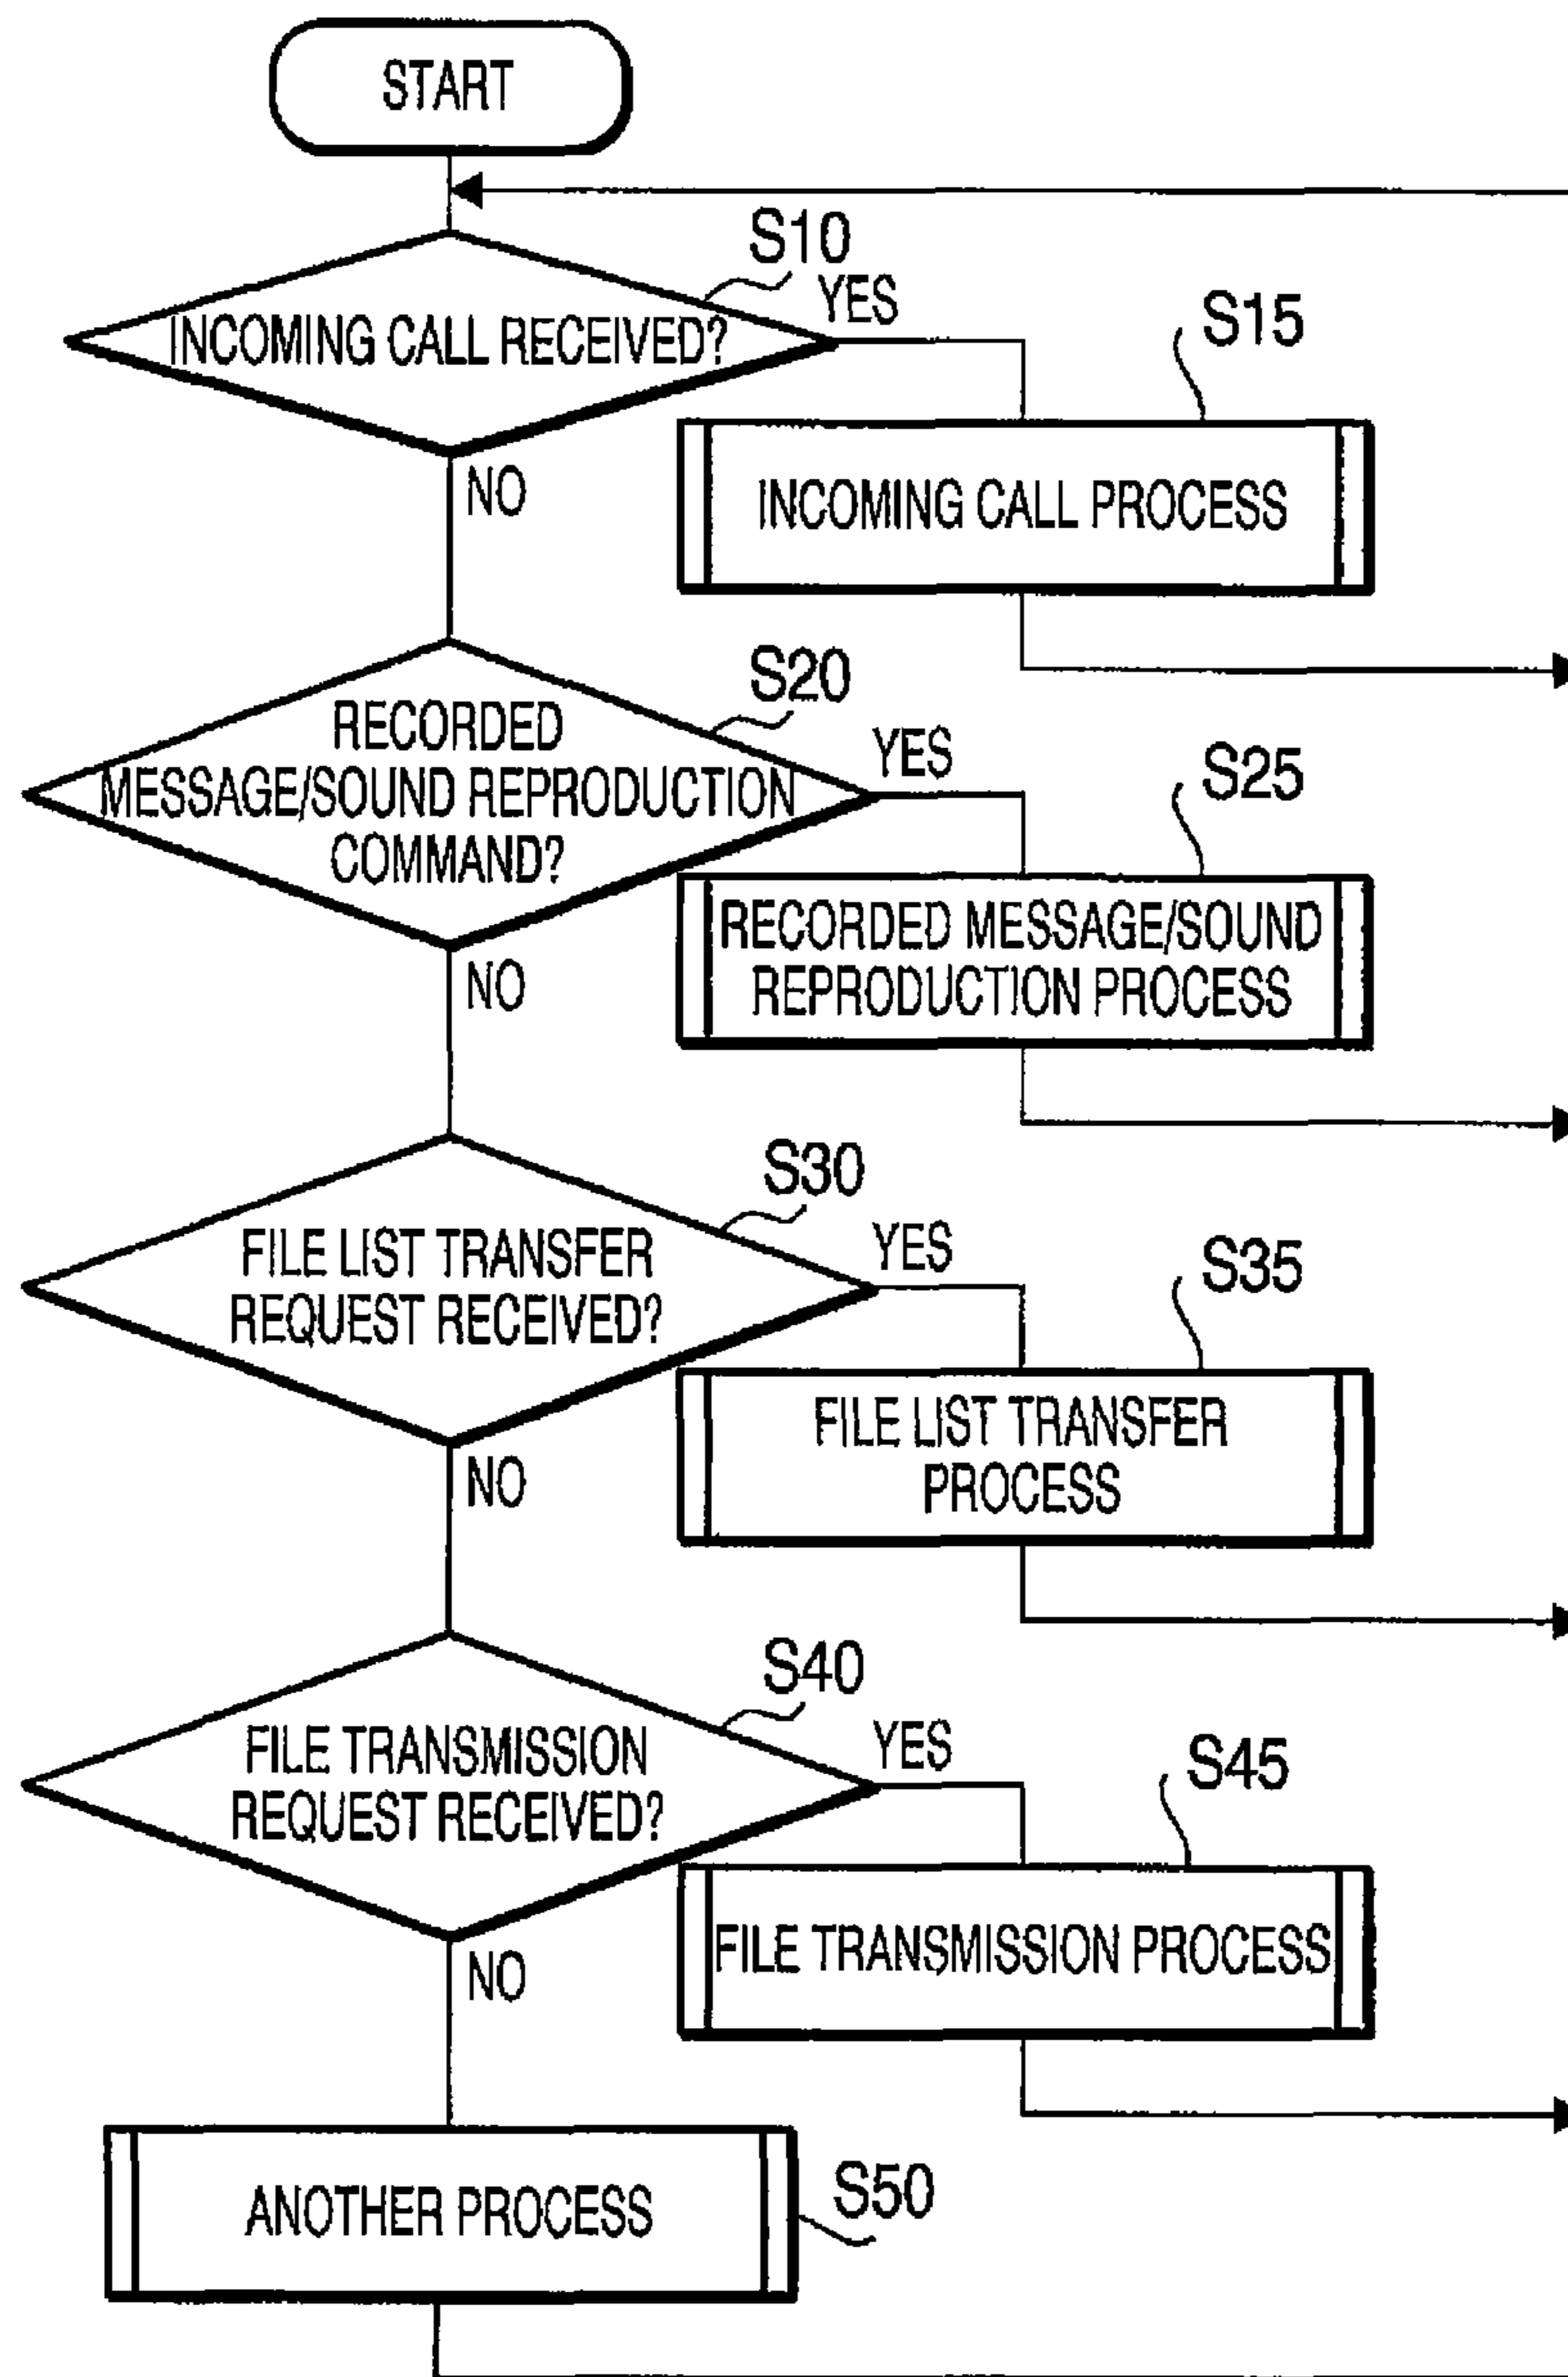 START
S10
YES
INCOMING CALL RECEIVED?
S15
NO
INCOMING CALL PROCESS
S20
RECORDED
MESSAGE/SOUND REPRODUCTION
COMMAND?
YES
S25
NO
RECORDED MESSAGE/SOUND
REPRODUCTION PROCESS
S30
FILE LIST TRANSFER
REQUEST RECEIVED?
YES
S35
NO
FILE LIST TRANSFER
PROCESS
S40
FILE TRANSMISSION
REQUEST RECEIVED?
YES
S45
NO
FILE TRANSMISSION PROCESS
ANOTHER PROCESS
S50